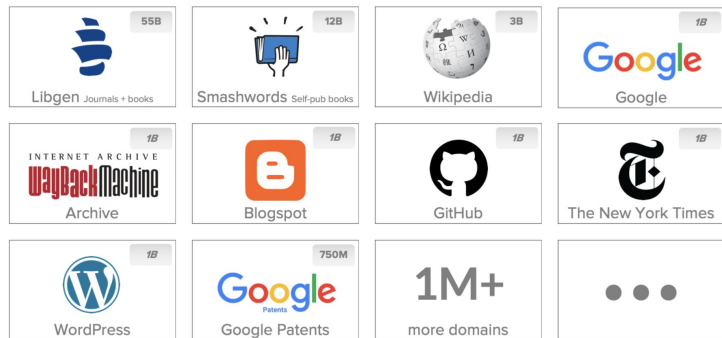 55B
12B
3B
1B
Libgen Journals + books
Smashwords Self-pub books
Wikipedia
Google
Google
1B
1B
1B
1B
INTERNET ARCHIVE
WayBackMachine
Archive
Blogspot
GitHub
The New York Times
1B
750M
Google
Patents
1M+
WordPress
Google Patents
more domains